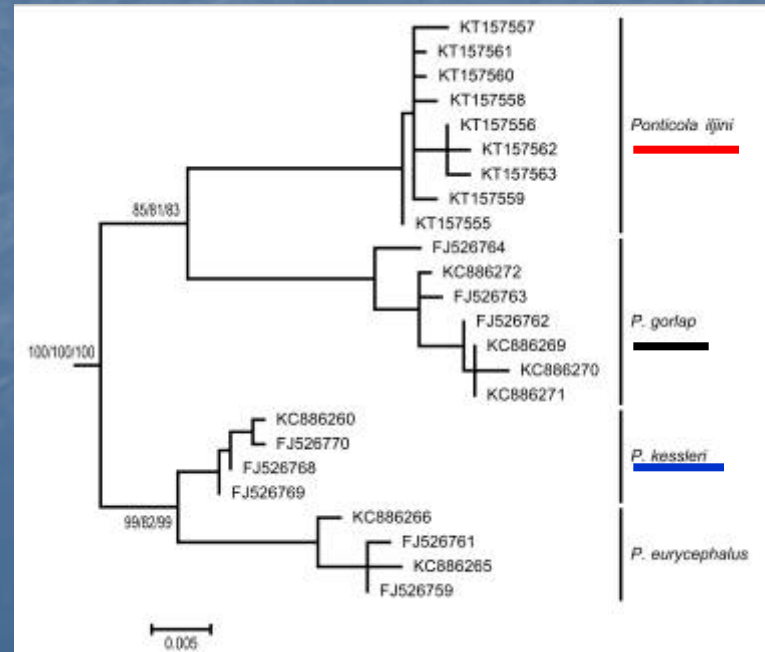 KT157557
KT157561
KT157560
KT157558
KT157556
Ponticola iljini
KT157562
KT157563
KT157559
85/81/83
KT157555
FJ526764
KC886272
FJ526763
P. gorlap
FJ526762
100/100/100
KC886269
KC886270
KC886271
KC886260
FJ526770
P. kessleri
FJ526768
FJ526769
KC886266
99/82/99
FJ526761
P. eurycephalus
KC886265
FJ526759
0.005